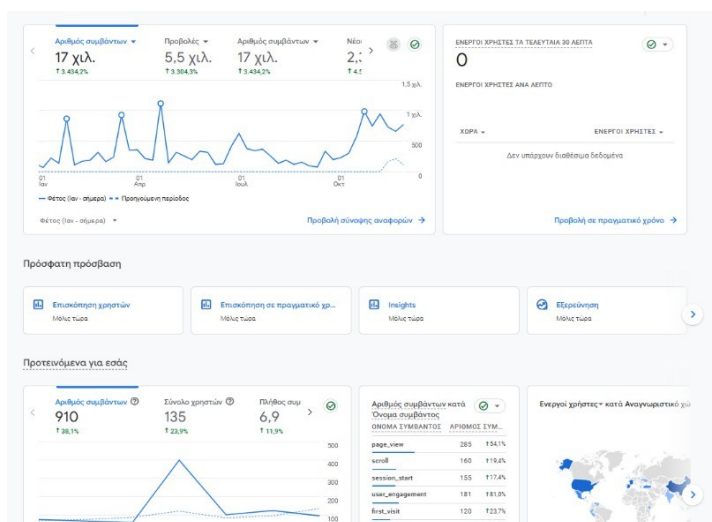 Αριθμός συμβάντων
Προβολές
Αριθμός συμβάντων
Νέοι
17 χιλ.
5,5 χιλ.
17 χιλ.
↑ 3.434,2%
↑ 3.304,3%
↑ 3.434,2%
1.5 χιλ.
1 χιλ.
500
0
01
Ιαν
01
Απρ
01
Ιουλ
01
Οκτ
Φέτος (Ιαν - σήμερα)
Προηγούμενη περίοδος
Φέτος (Ιαν - σήμερα)
Προβολή σύνοψης αναφορών →
ΕΝΕΡΓΟΙ ΧΡΗΣΤΕΣ ΤΑ ΤΕΛΕΥΤΑΙΑ 30 ΛΕΠΤΑ
0
ΕΝΕΡΓΟΙ ΧΡΗΣΤΕΣ ΑΝΑ ΛΕΠΤΟ
ΧΩΡΑ
ΕΝΕΡΓΟΙ ΧΡΗΣΤΕΣ
Δεν υπάρχουν διαθέσιμα δεδομένα
Προβολή σε πραγματικό χρόνο →
Πρόσφατη πρόσβαση
Επισκόπηση χρηστών
Μόλις τώρα
Επισκόπηση σε πραγματικό χρ...
Μόλις τώρα
Insights
Μόλις τώρα
Εξερεύνηση
Μόλις τώρα
Προτεινόμενα για εσάς
Αριθμός συμβάντων
Σύνολο χρηστών
Πλήθος συμ
910
135
6,9
↑ 38,1%
↑ 23,9%
↑ 11,9%
500
400
300
200
100
Αριθμός συμβάντων κατά
Όνομα συμβάντος
ΟΝΟΜΑ ΣΥΜΒΑΝΤΟΣ
ΑΡΙΘΜΟΣ ΣΥΜ...
page_view 285 ↑ 54,1%
scroll 160 ↑ 19,4%
session_start 155 ↑ 17,4%
user_engagement 181 ↑ 81,0%
first_visit 120 ↑ 23,7%
Ενεργοί χρήστες κατά Αναγνωριστικό